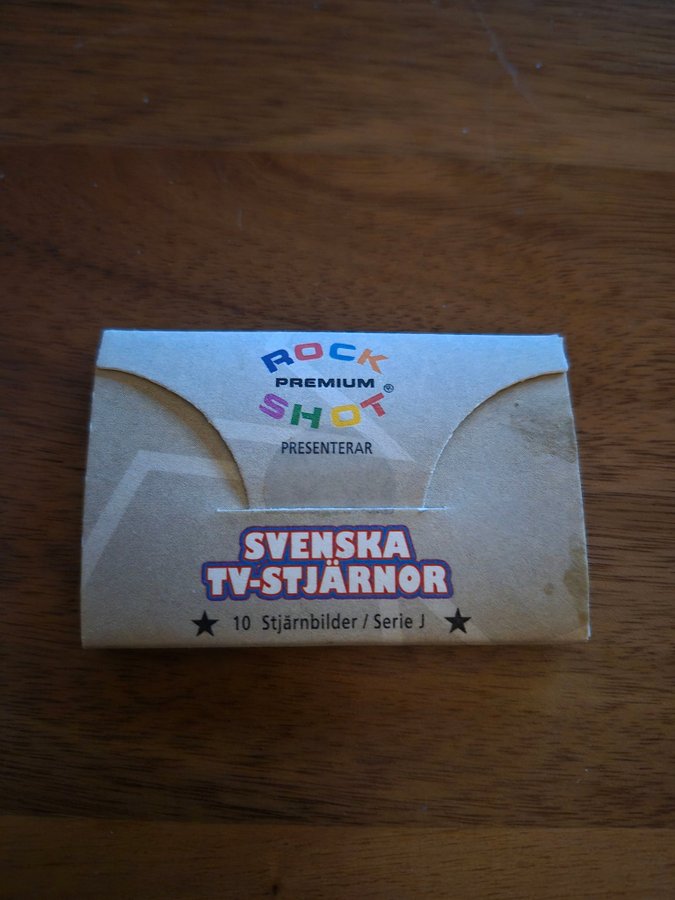 ROCK
PREMIUM ®
SHOT
PRESENTERAR
SVENSKA
TV-STJÄRNOR
★ 10 Stjärnbilder / Serie J ★